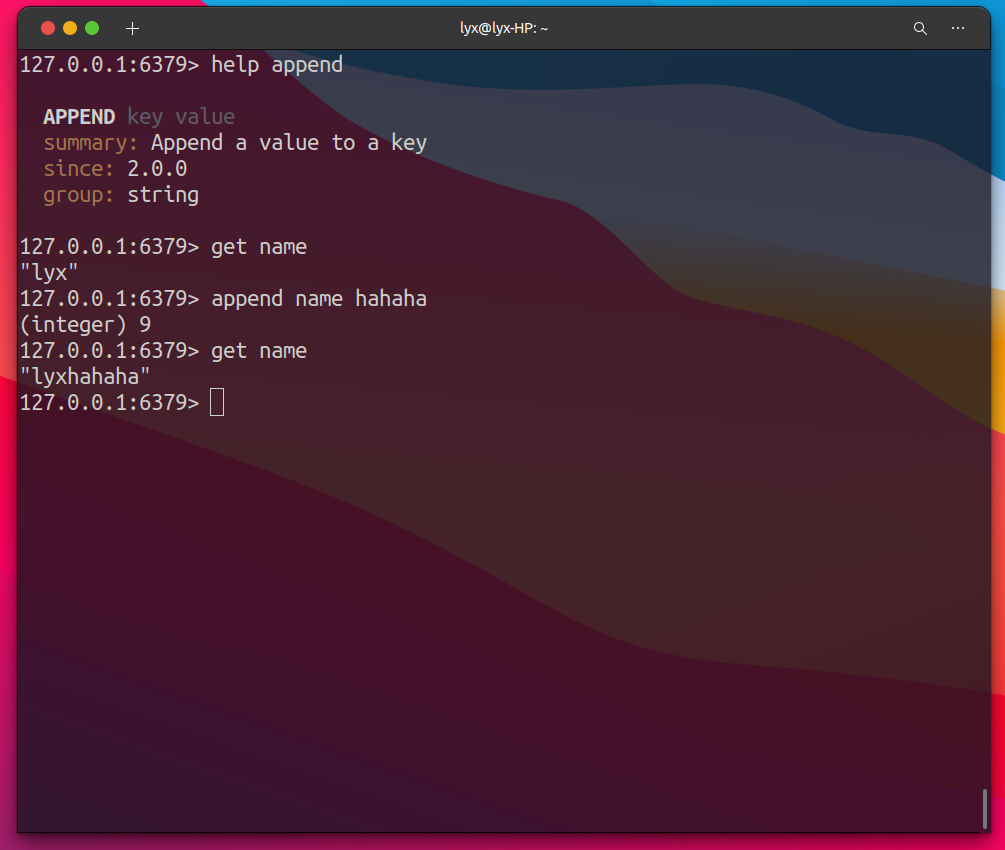 lyx@lyx-HP: ~
127.0.0.1:6379> help append
APPEND key value
summary: Append a value to a key
since: 2.0.0
group: string
127.0.0.1:6379> get name
"lyx"
127.0.0.1:6379> append name hahaha
(integer) 9
127.0.0.1:6379> get name
"lyxhahaha"
127.0.0.1:6379>